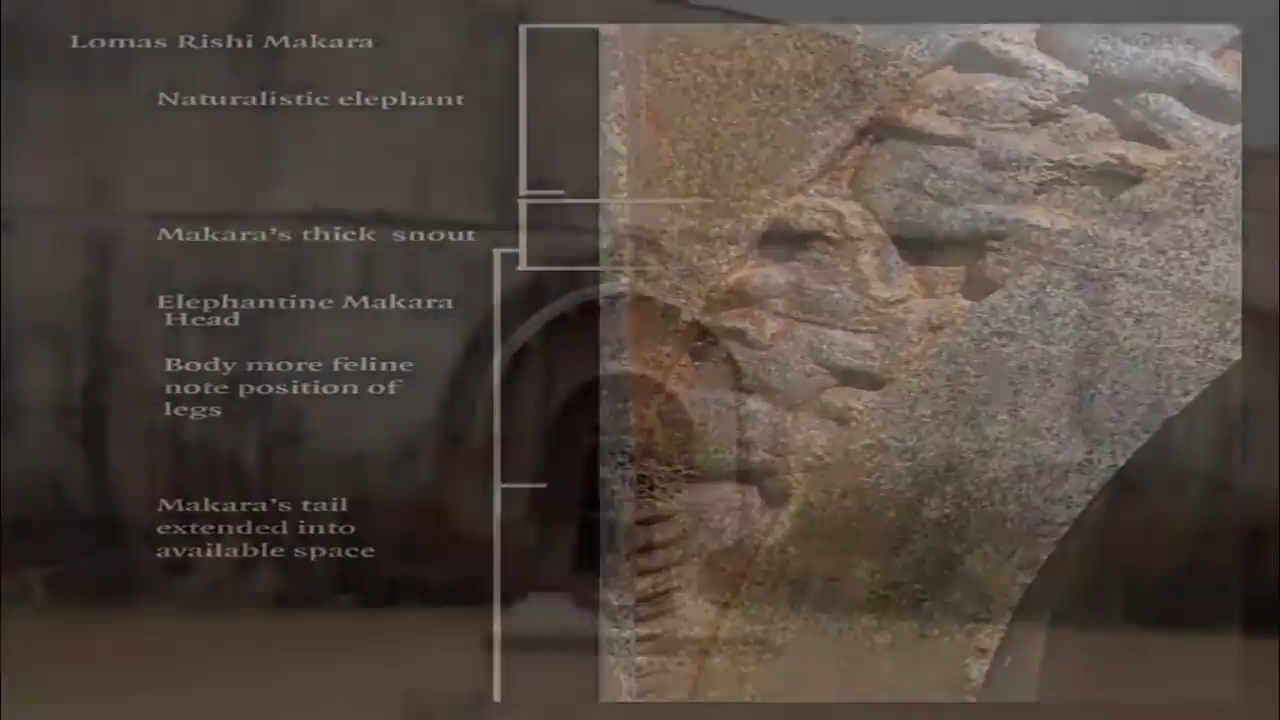 Lomas Rishi Makara
Naturalistic elephant
Makara's thick snout
Elephantine Makara
Head
Body more feline
note position of
legs
Makara's tail
extended into
available space